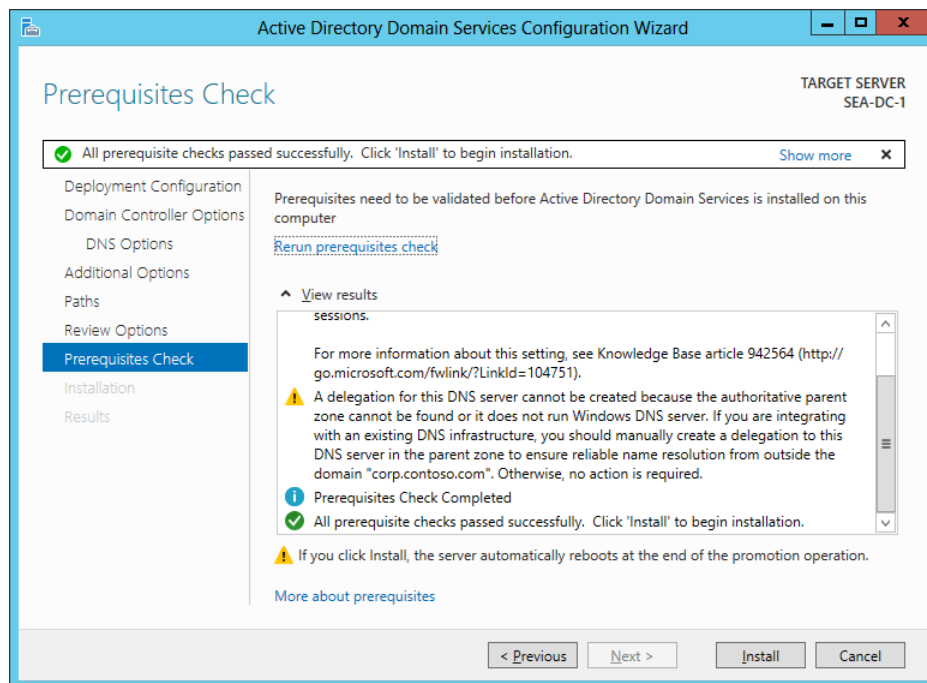 Active Directory Domain Services Configuration Wizard
Prerequisites Check
TARGET SERVER
SEA-DC-1
All prerequisite checks passed successfully.  Click 'Install' to begin installation.
Show more
Deployment Configuration
Domain Controller Options
DNS Options
Additional Options
Paths
Review Options
Prerequisites Check
Installation
Results
Prerequisites need to be validated before Active Directory Domain Services is installed on this
computer
Rerun prerequisites check
View results
sessions.
For more information about this setting, see Knowledge Base article 942564 (http://
go.microsoft.com/fwlink/?LinkId=104751).
A delegation for this DNS server cannot be created because the authoritative parent
zone cannot be found or it does not run Windows DNS server. If you are integrating
with an existing DNS infrastructure, you should manually create a delegation to this
DNS server in the parent zone to ensure reliable name resolution from outside the
domain "corp.contoso.com". Otherwise, no action is required.
Prerequisites Check Completed
All prerequisite checks passed successfully.  Click 'Install' to begin installation.
If you click Install, the server automatically reboots at the end of the promotion operation.
More about prerequisites
< Previous
Next >
Install
Cancel